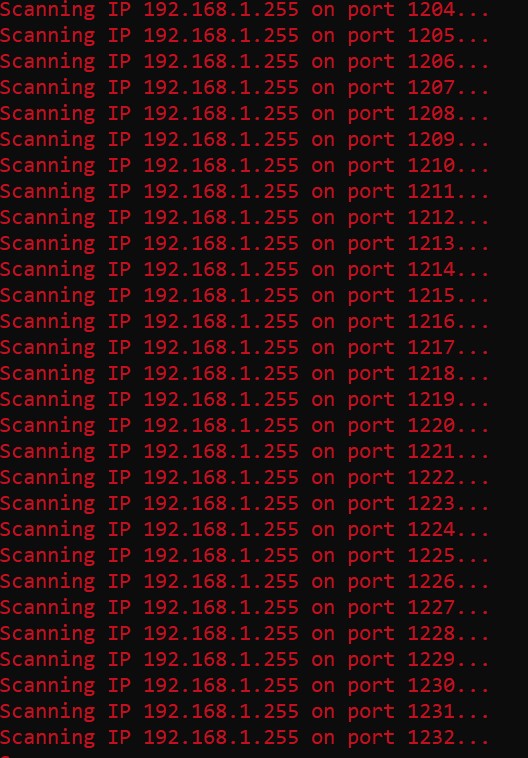 Scanning IP 192.168.1.255 on port 1204...
Scanning IP 192.168.1.255 on port 1205...
Scanning IP 192.168.1.255 on port 1206...
Scanning IP 192.168.1.255 on port 1207...
Scanning IP 192.168.1.255 on port 1208...
Scanning IP 192.168.1.255 on port 1209...
Scanning IP 192.168.1.255 on port 1210...
Scanning IP 192.168.1.255 on port 1211...
Scanning IP 192.168.1.255 on port 1212...
Scanning IP 192.168.1.255 on port 1213...
Scanning IP 192.168.1.255 on port 1214...
Scanning IP 192.168.1.255 on port 1215...
Scanning IP 192.168.1.255 on port 1216...
Scanning IP 192.168.1.255 on port 1217...
Scanning IP 192.168.1.255 on port 1218...
Scanning IP 192.168.1.255 on port 1219...
Scanning IP 192.168.1.255 on port 1220...
Scanning IP 192.168.1.255 on port 1221...
Scanning IP 192.168.1.255 on port 1222...
Scanning IP 192.168.1.255 on port 1223...
Scanning IP 192.168.1.255 on port 1224...
Scanning IP 192.168.1.255 on port 1225...
Scanning IP 192.168.1.255 on port 1226...
Scanning IP 192.168.1.255 on port 1227...
Scanning IP 192.168.1.255 on port 1228...
Scanning IP 192.168.1.255 on port 1229...
Scanning IP 192.168.1.255 on port 1230...
Scanning IP 192.168.1.255 on port 1231...
Scanning IP 192.168.1.255 on port 1232...